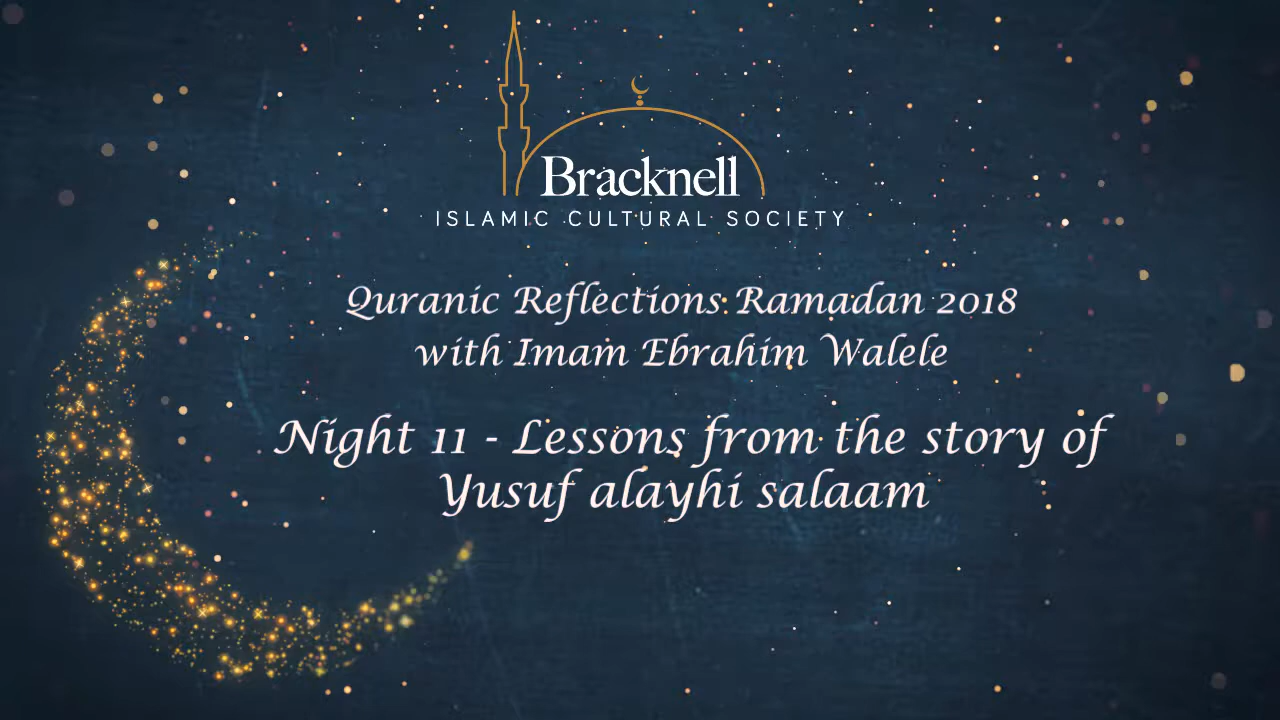 Bracknell
ISLAMIC CULTURAL SOCIETY
Quranic Reflections Ramadan 2018
with Imam Ebrahim Walele
Night 11 - Lessons from the story of
Yusuf alayhi salaam